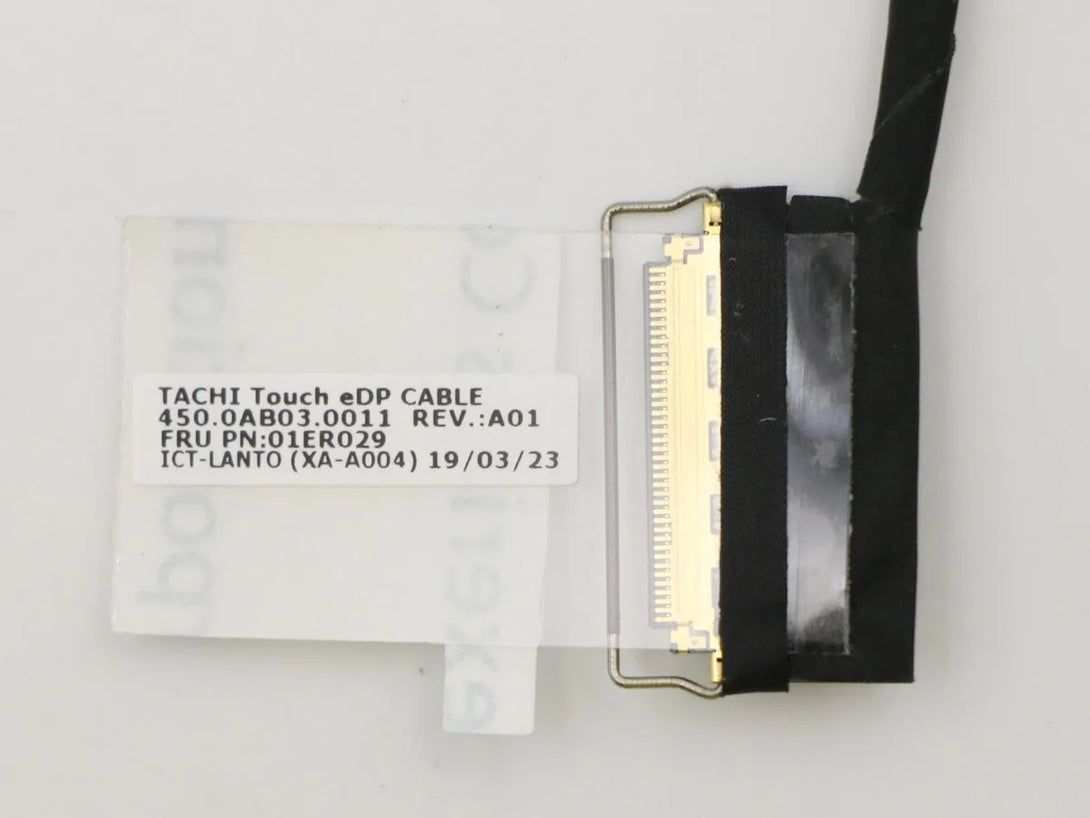 TACHI Touch eDP CABLE
450.0AB03.0011 REV.:A01
FRU PN:01ER029
ICT-LANTO (XA-A004) 19/03/23